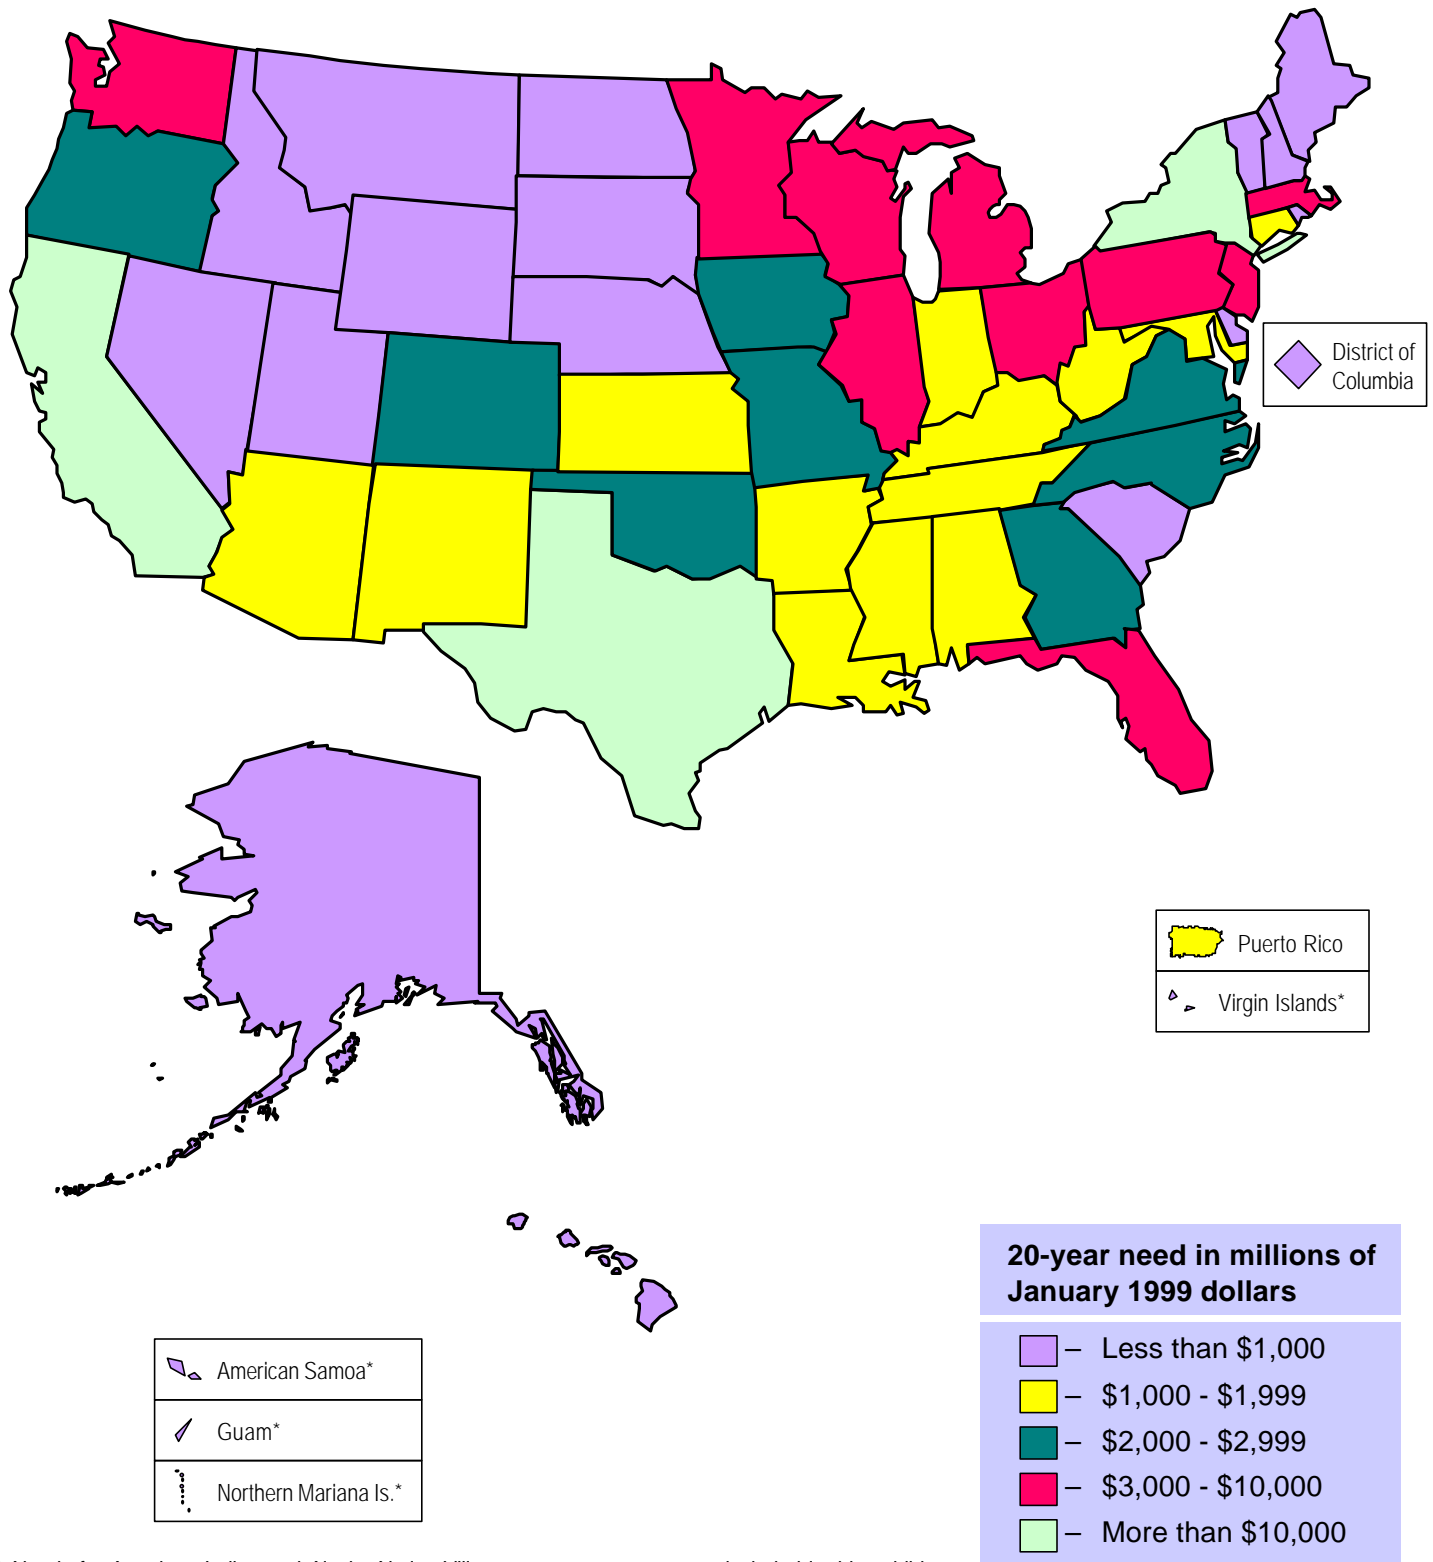 District of
Columbia
Puerto Rico
Virgin Islands*
American Samoa*
Guam*
Northern Mariana Is.*
20-year need in millions of
January 1999 dollars
– Less than $1,000
– $1,000 - $1,999
– $2,000 - $2,999
– $3,000 - $10,000
– More than $10,000